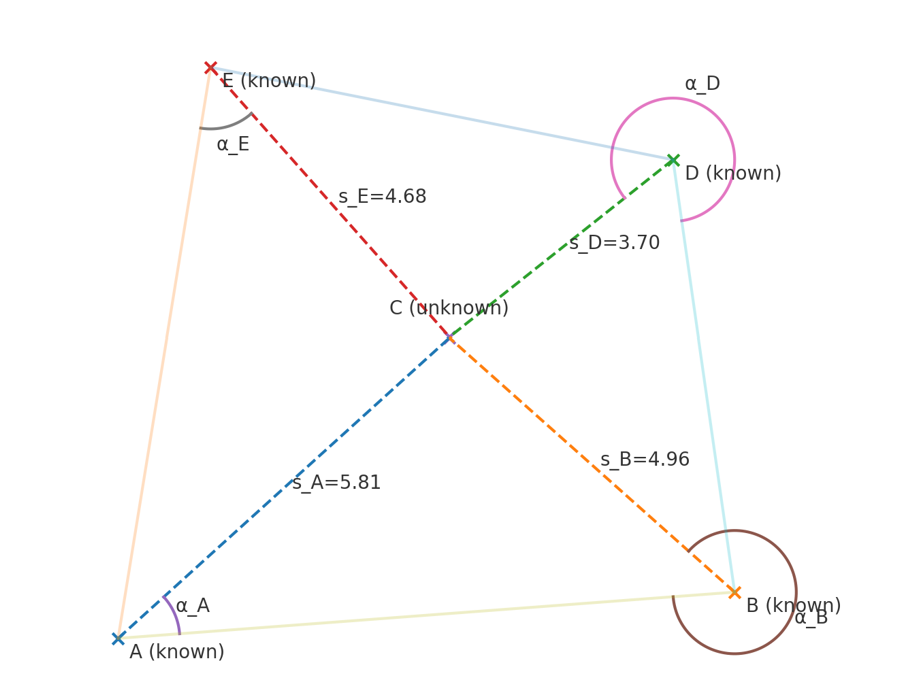 α_D
E (known)
α_E
D (known)
s_E=4.68
s_D=3.70
C (unknown)
s_B=4.96
s_A=5.81
α_A
B (known)
α_B
A (known)